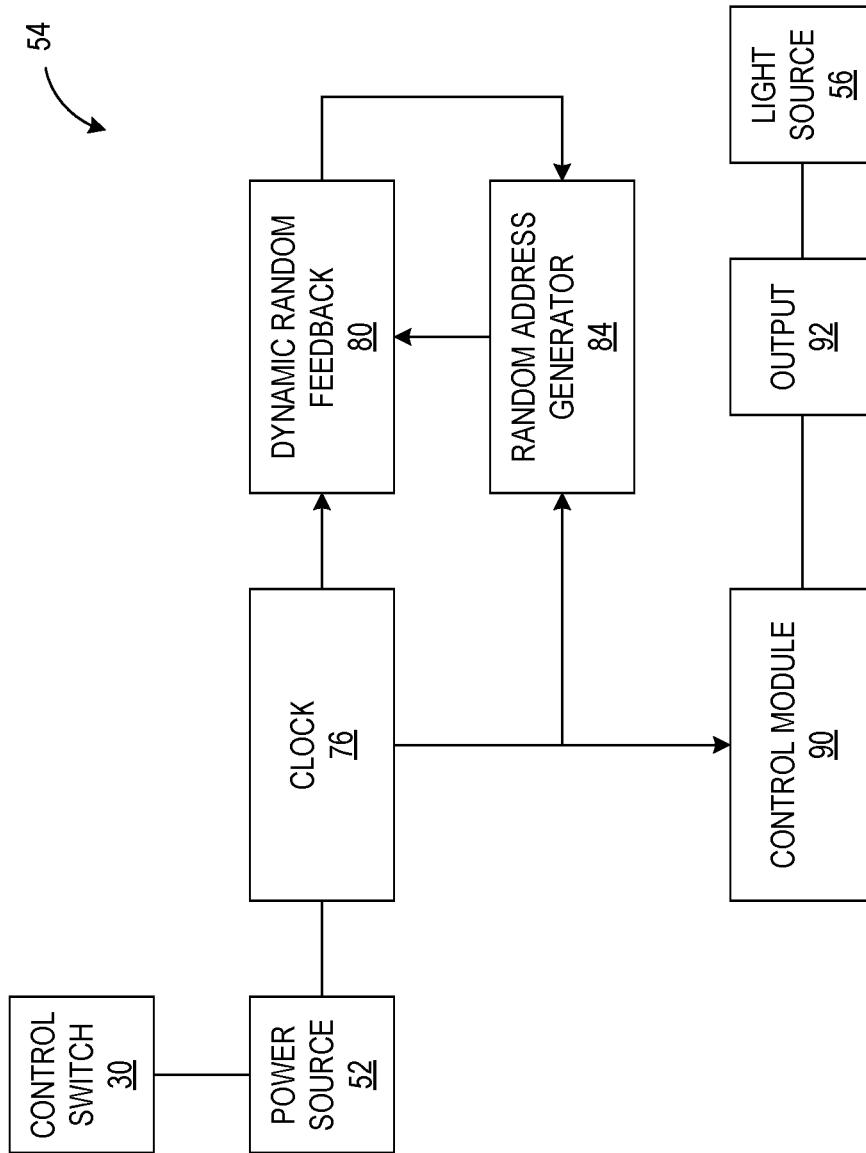 54
CONTROL
SWITCH
30
POWER
SOURCE
52
CLOCK
76
DYNAMIC RANDOM
FEEDBACK
80
RANDOM ADDRESS
GENERATOR
84
CONTROL MODULE
90
OUTPUT
92
LIGHT
SOURCE
56